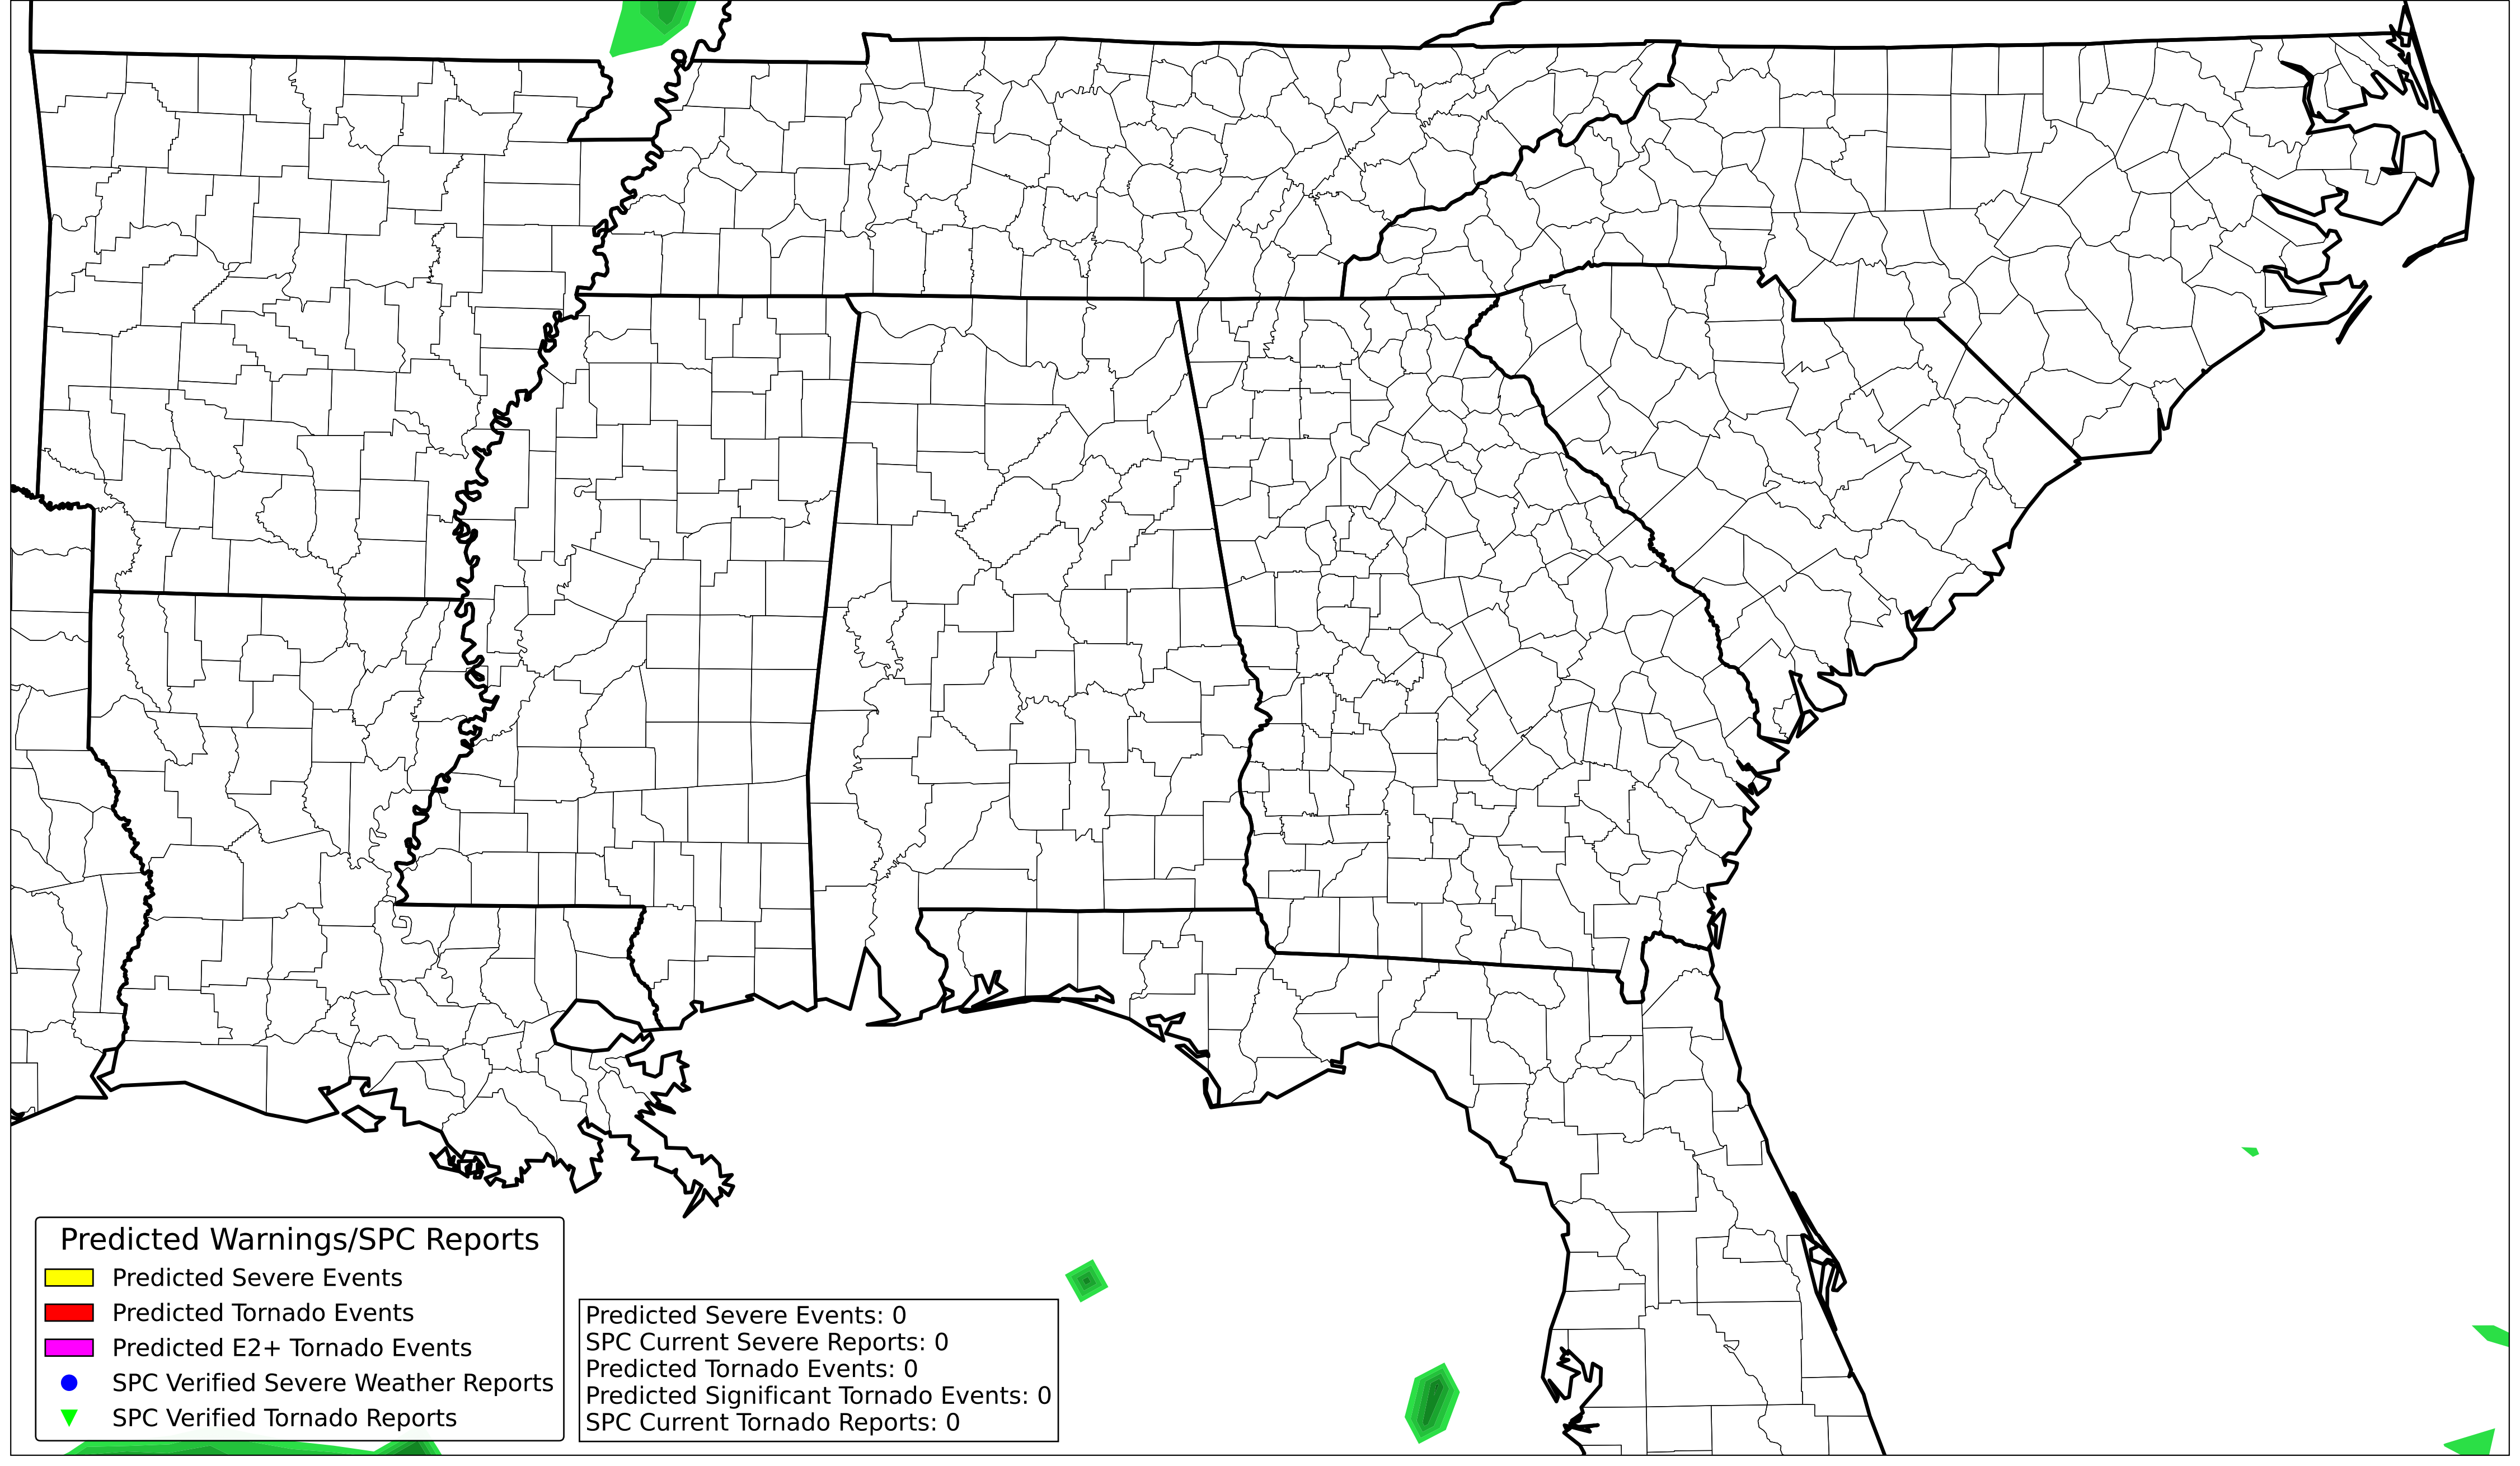 Predicted Warnings/SPC Reports
Predicted Severe Events
Predicted Tornado Events
Predicted E2+ Tornado Events
SPC Verified Severe Weather Reports
SPC Verified Tornado Reports
Predicted Severe Events: 0
SPC Current Severe Reports: 0
Predicted Tornado Events: 0
Predicted Significant Tornado Events: 0
SPC Current Tornado Reports: 0